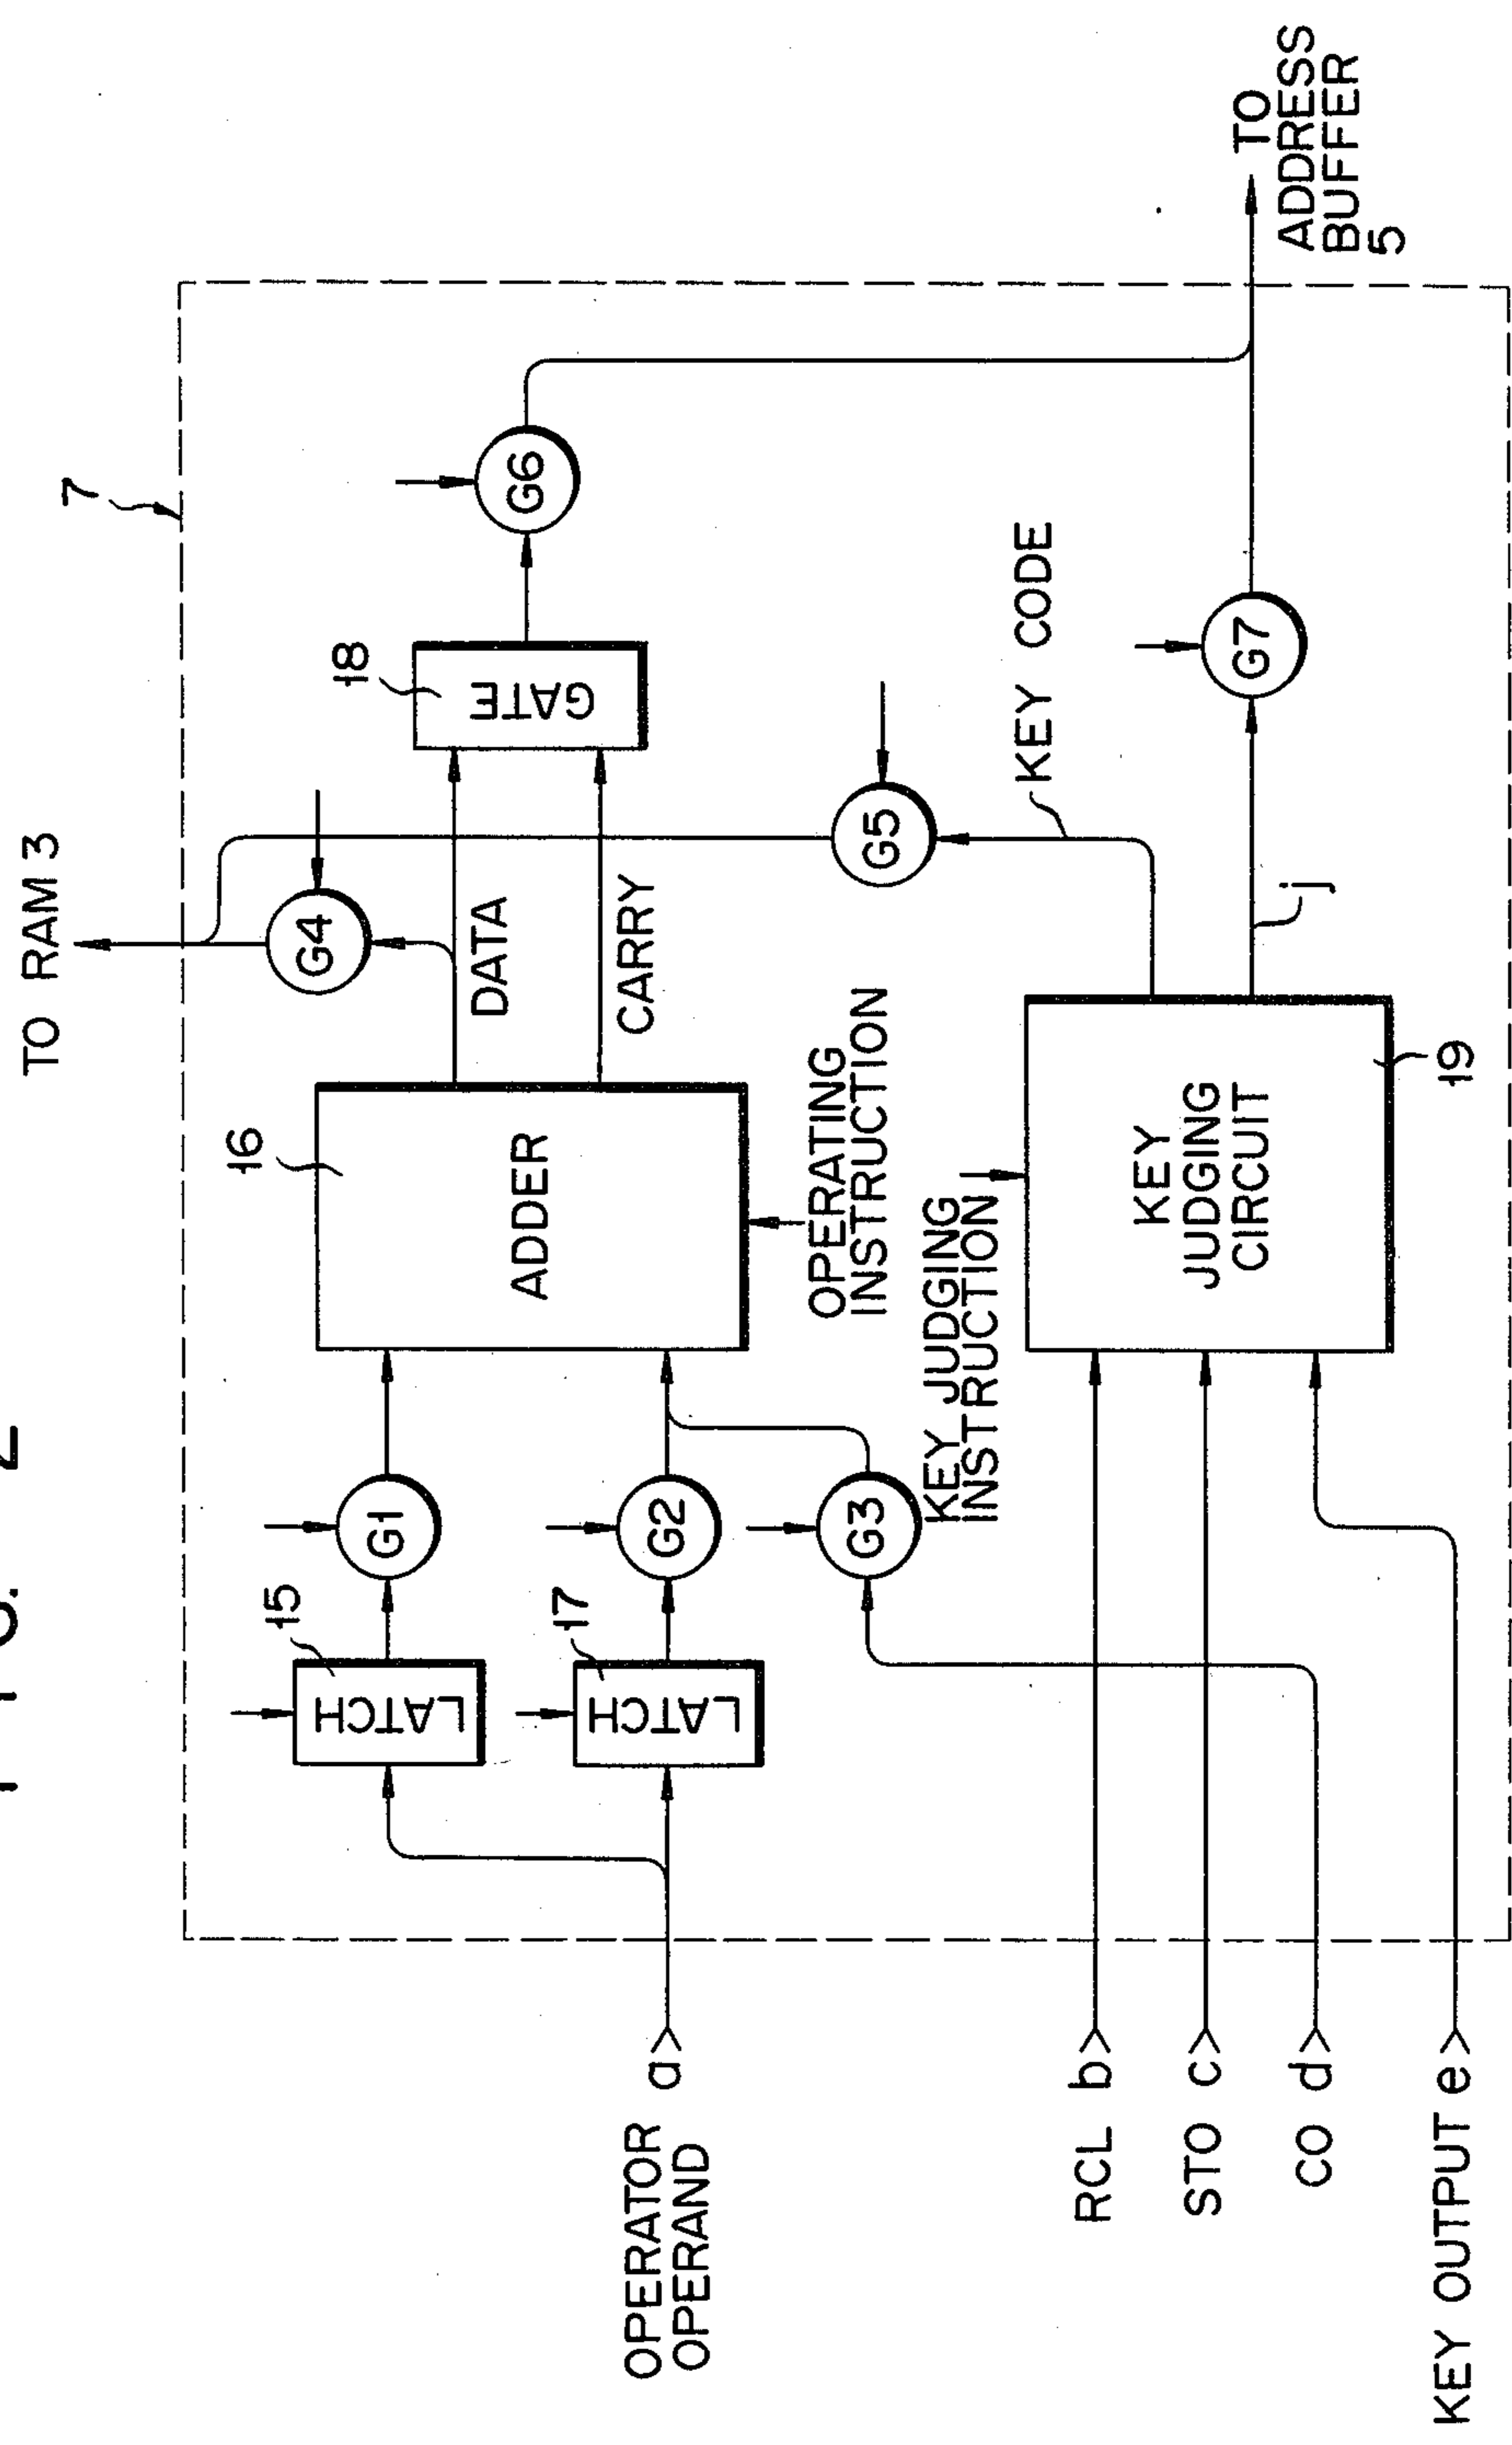 FIG. 2
7
TO RAM 3
15
LATCH
G1
16
ADDER
DATA
CARRY
G4
18
GATE
G6
OPERATOR
OPERAND
a
17
LATCH
G2
G3
OPERATING
INSTRUCTION
G5
KEY CODE
KEY JUDGING
INSTRUCTION
RCL b
STO c
CO d
KEY OUTPUT e
KEY
JUDGING
CIRCUIT
19
j
G7
TO
ADDRESS
BUFFER
5